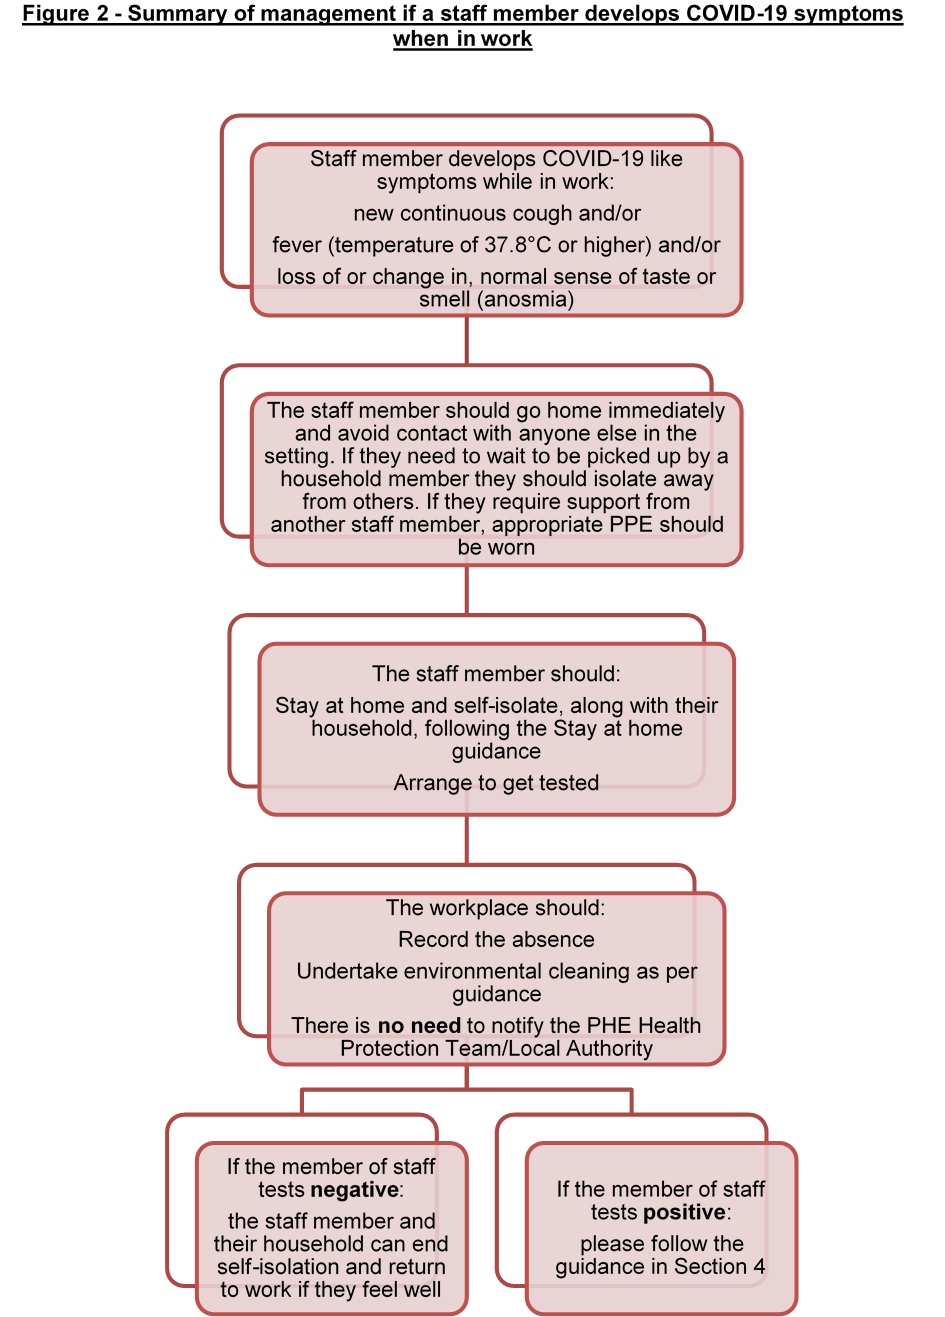 Figure 2 - Summary of management if a staff member develops COVID-19 symptoms
when in work
Staff member develops COVID-19 like
symptoms while in work:
new continuous cough and/or
fever (temperature of 37.8°C or higher) and/or
loss of or change in, normal sense of taste or
smell (anosmia)
The staff member should go home immediately
and avoid contact with anyone else in the
setting. If they need to wait to be picked up by a
household member they should isolate away
from others. If they require support from
another staff member, appropriate PPE should
be worn
The staff member should:
Stay at home and self-isolate, along with their
household, following the Stay at home
guidance
Arrange to get tested
The workplace should:
Record the absence
Undertake environmental cleaning as per
guidance
There is no need to notify the PHE Health
Protection Team/Local Authority
If the member of staff
tests negative:
the staff member and
their household can end
self-isolation and return
to work if they feel well
If the member of staff
tests positive:
please follow the
guidance in Section 4